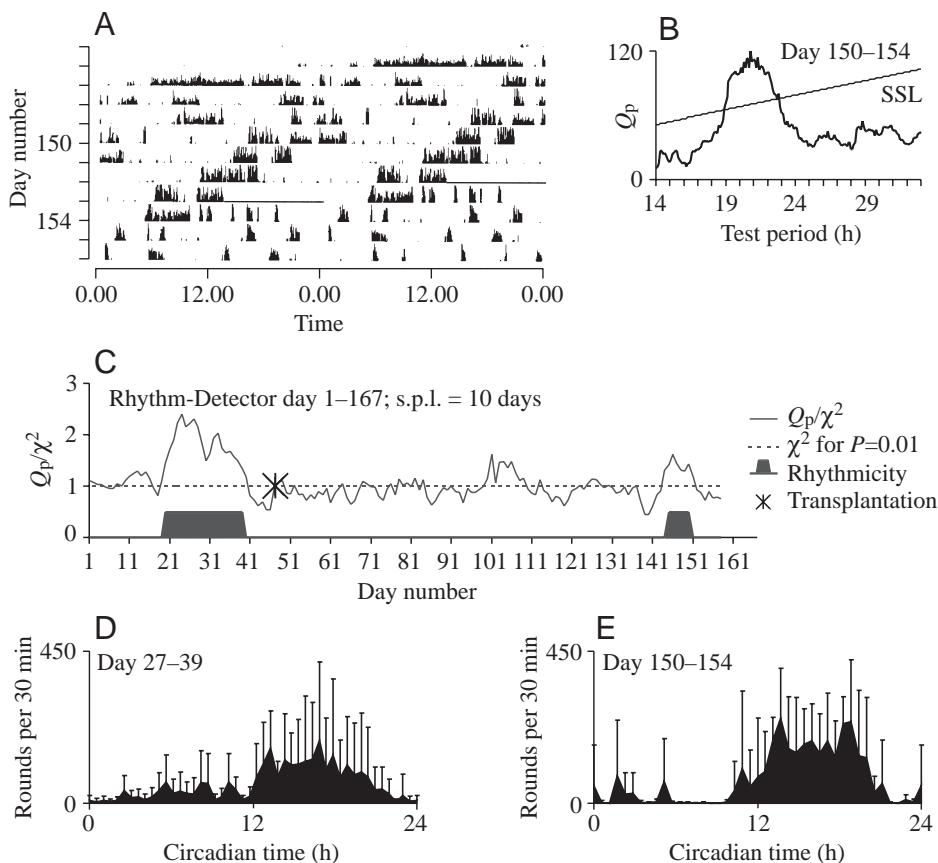 A
Day number
150
154
0.00 12.00 0.00 12.00 0.00
Time
B
120
Day 150–154
SSL
Qp
0
14 19 24 29
Test period (h)
C
3
Rhythm-Detector day 1–167; s.p.l. = 10 days
2
Qp/χ2
1
0
1 11 21 31 41 51 61 71 81 91 101 111 121 131 141 151 161
Day number
Qp/χ2
χ2 for P=0.01
Rhythmicity
Transplantation
D
450
Day 27–39
Rounds per 30 min
0
0 12 24
Circadian time (h)
E
450
Day 150–154
Rounds per 30 min
0
0 12 24
Circadian time (h)